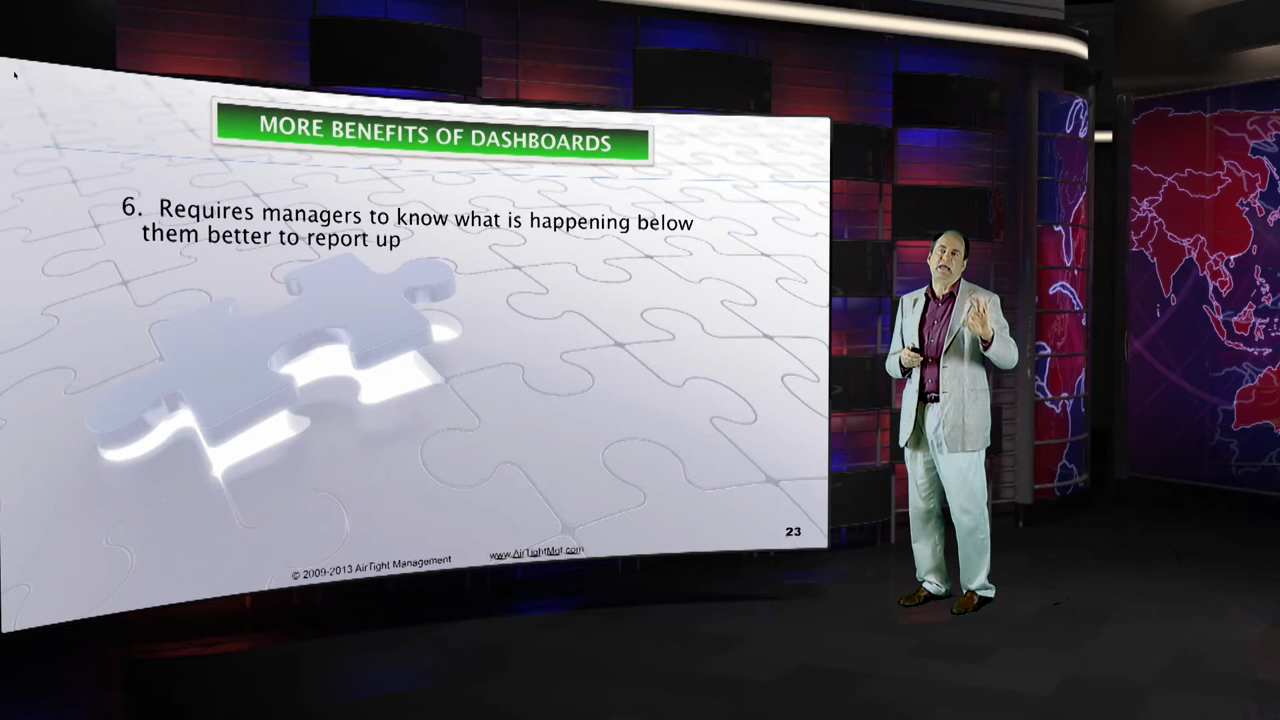 MORE BENEFITS OF DASHBOARDS
6. Requires managers to know what is happening below
them better to report up
23
© 2009-2013 AirTight Management
www.AirTightMgt.com